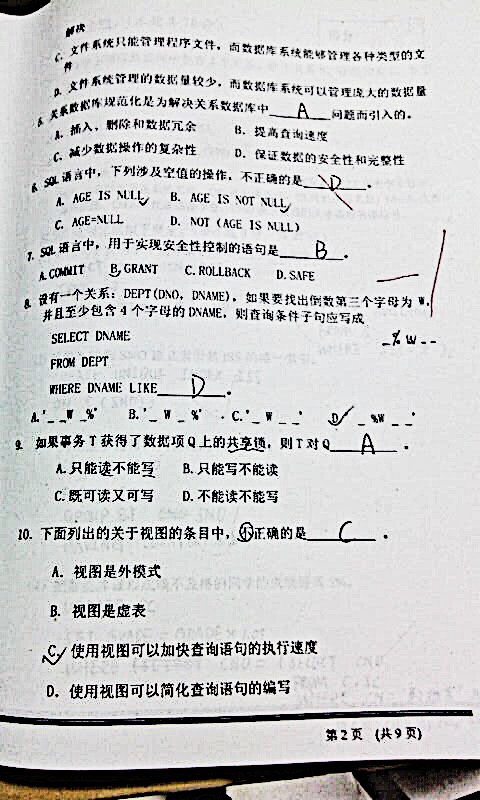 解决
C. 文件系统只能管理程序文件，而数据库系统能够管理各种类型的文
件
D. 文件系统管理的数据量较少，而数据库系统可以管理庞大的数据量
5. 关系数据库规范化是为解决关系数据库中 A 问题而引入的。
A. 插入、删除和数据冗余 B. 提高查询速度
C. 减少数据操作的复杂性 D. 保证数据的安全性和完整性
6. SQL 语言中，下列涉及空值的操作，不正确的是 D 。
A. AGE IS NULL B. AGE IS NOT NULL
C. AGE=NULL D. NOT (AGE IS NULL)
7. SQL 语言中，用于实现安全性控制的语句是 B 。
A.COMMIT B.GRANT C.ROLLBACK D.SAFE
8. 设有一个关系：DEPT(DNO, DNAME)，如果要找出倒数第三个字母为 W，
并且至少包含 4 个字母的 DNAME，则查询条件子句应写成
_%W__
SELECT DNAME
FROM DEPT
WHERE DNAME LIKE D 。
A.'_ _W _%' B.'_ W _ %' . C.'_ W _ _' D.'_ %W _ _'
9. 如果事务 T 获得了数据项 Q 上的共享锁，则 T 对 Q A 。
A.只能读不能写 B.只能写不能读
C.既可读又可写 D.不能读不能写
10. 下面列出的关于视图的条目中，不正确的是 C 。
A. 视图是外模式
B. 视图是虚表
C. 使用视图可以加快查询语句的执行速度
D. 使用视图可以简化查询语句的编写
第 2 页 (共 9 页)